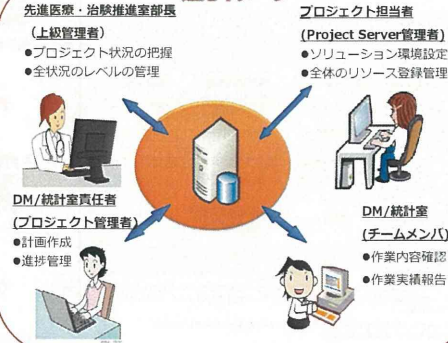 先進医療・治験推進室部長
(上級管理者)
●プロジェクト状況の把握
●全状況のレベルの管理
プロジェクト担当者
(Project Server管理者)
●ソリューション環境設定
●全体のリソース登録管理
DM/統計室責任者
(プロジェクト管理者)
●計画作成
●進捗管理
DM/統計室
(チームメンバ)
●作業内容確認
●作業実績報告